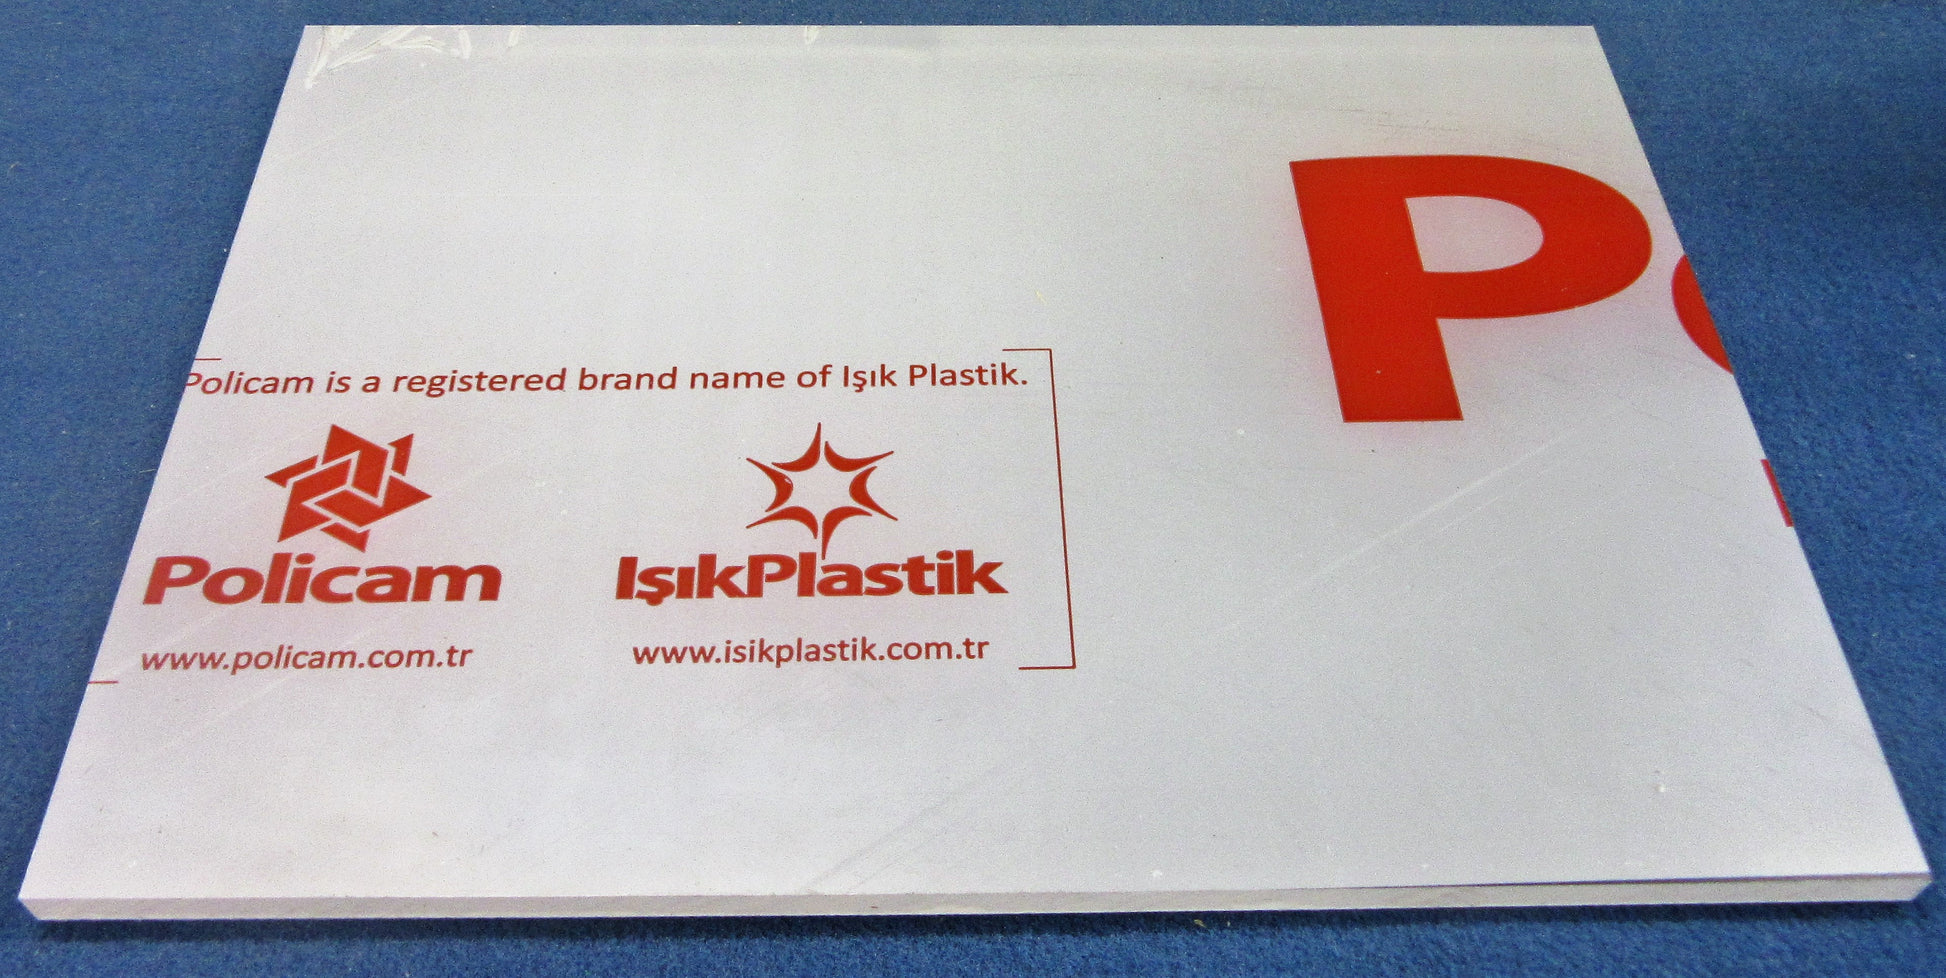 Policam is a registered brand name of Işık Plastik.
Policam
IşıkPlastik
www.policam.com.tr
www.isikplastik.com.tr
P